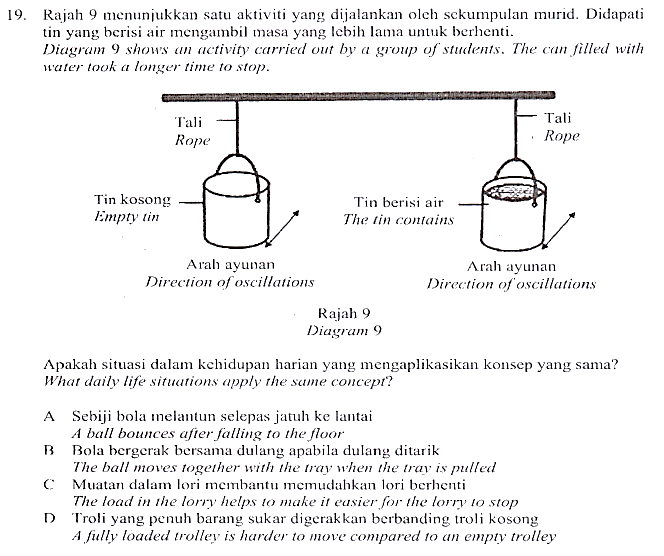 19. Rajah 9 menunjukkan satu aktiviti yang dijalankan oleh sekumpulan murid. Didapati
tin yang berisi air mengambil masa yang lebih lama untuk berhenti.
Diagram 9 shows an activity carried out by a group of students. The can filled with
water took a longer time to stop.
Tali
Rope
Tali
Rope
Tin kosong
Empty tin
Tin berisi air
The tin contains
Arah ayunan
Direction of oscillations
Arah ayunan
Direction of oscillations
Rajah 9
Diagram 9
Apakah situasi dalam kehidupan harian yang mengaplikasikan konsep yang sama?
What daily life situations apply the same concept?
A Sebiji bola melantun selepas jatuh ke lantai
A ball bounces after falling to the floor
B Bola bergerak bersama dulang apabila dulang ditarik
The ball moves together with the tray when the tray is pulled
C Muatan dalam lori membantu memudahkan lori berhenti
The load in the lorry helps to make it easier for the lorry to stop
D Troli yang penuh barang sukar digerakkan berbanding troli kosong
A fully loaded trolley is harder to move compared to an empty trolley